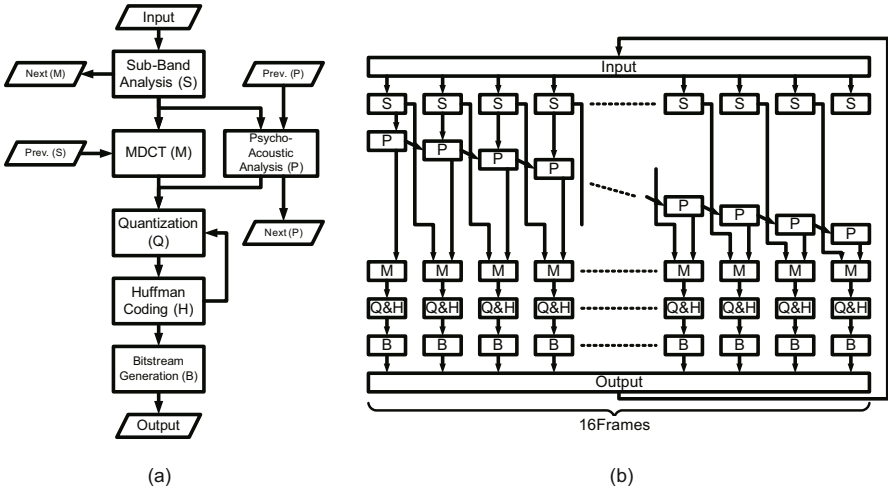 Input
Sub-Band
Analysis (S)
Next (M)
Prev. (P)
Prev. (S)
MDCT (M)
Psycho-
Acoustic
Analysis (P)
Quantization
(Q)
Next (P)
Huffman
Coding (H)
Bitstream
Generation (B)
Output
(a)
Input
S S S S S S S S
P P P P P P P P
M M M M M M M M
Q&H Q&H Q&H Q&H Q&H Q&H Q&H Q&H
B B B B B B B B
Output
16Frames
(b)